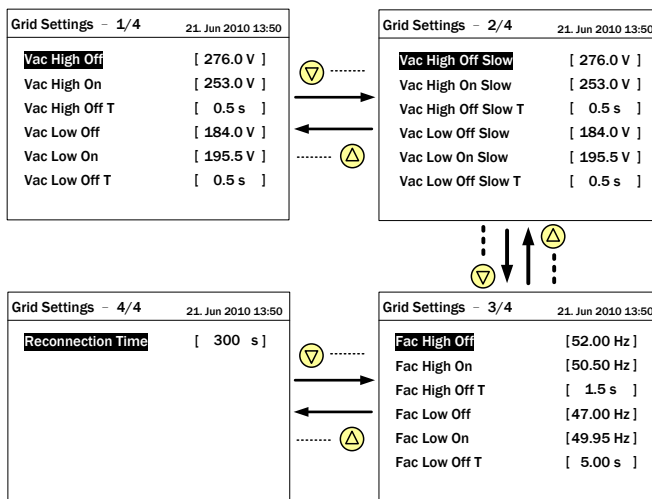 Grid Settings – 1/4 21. Jun 2010 13:50
Vac High Off [ 276.0 V ]
Vac High On [ 253.0 V ]
Vac High Off T [ 0.5 s ]
Vac Low Off [ 184.0 V ]
Vac Low On [ 195.5 V ]
Vac Low Off T [ 0.5 s ]
Grid Settings – 2/4 21. Jun 2010 13:50
Vac High Off Slow [ 276.0 V ]
Vac High On Slow [ 253.0 V ]
Vac High Off Slow T [ 0.5 s ]
Vac Low Off Slow [ 184.0 V ]
Vac Low On Slow [ 195.5 V ]
Vac Low Off Slow T [ 0.5 s ]
Grid Settings – 4/4 21. Jun 2010 13:50
Reconnection Time [ 300 s ]
Grid Settings – 3/4 21. Jun 2010 13:50
Fac High Off [52.00 Hz ]
Fac High On [50.50 Hz ]
Fac High Off T [ 1.5 s ]
Fac Low Off [47.00 Hz ]
Fac Low On [49.95 Hz ]
Fac Low Off T [ 5.00 s ]